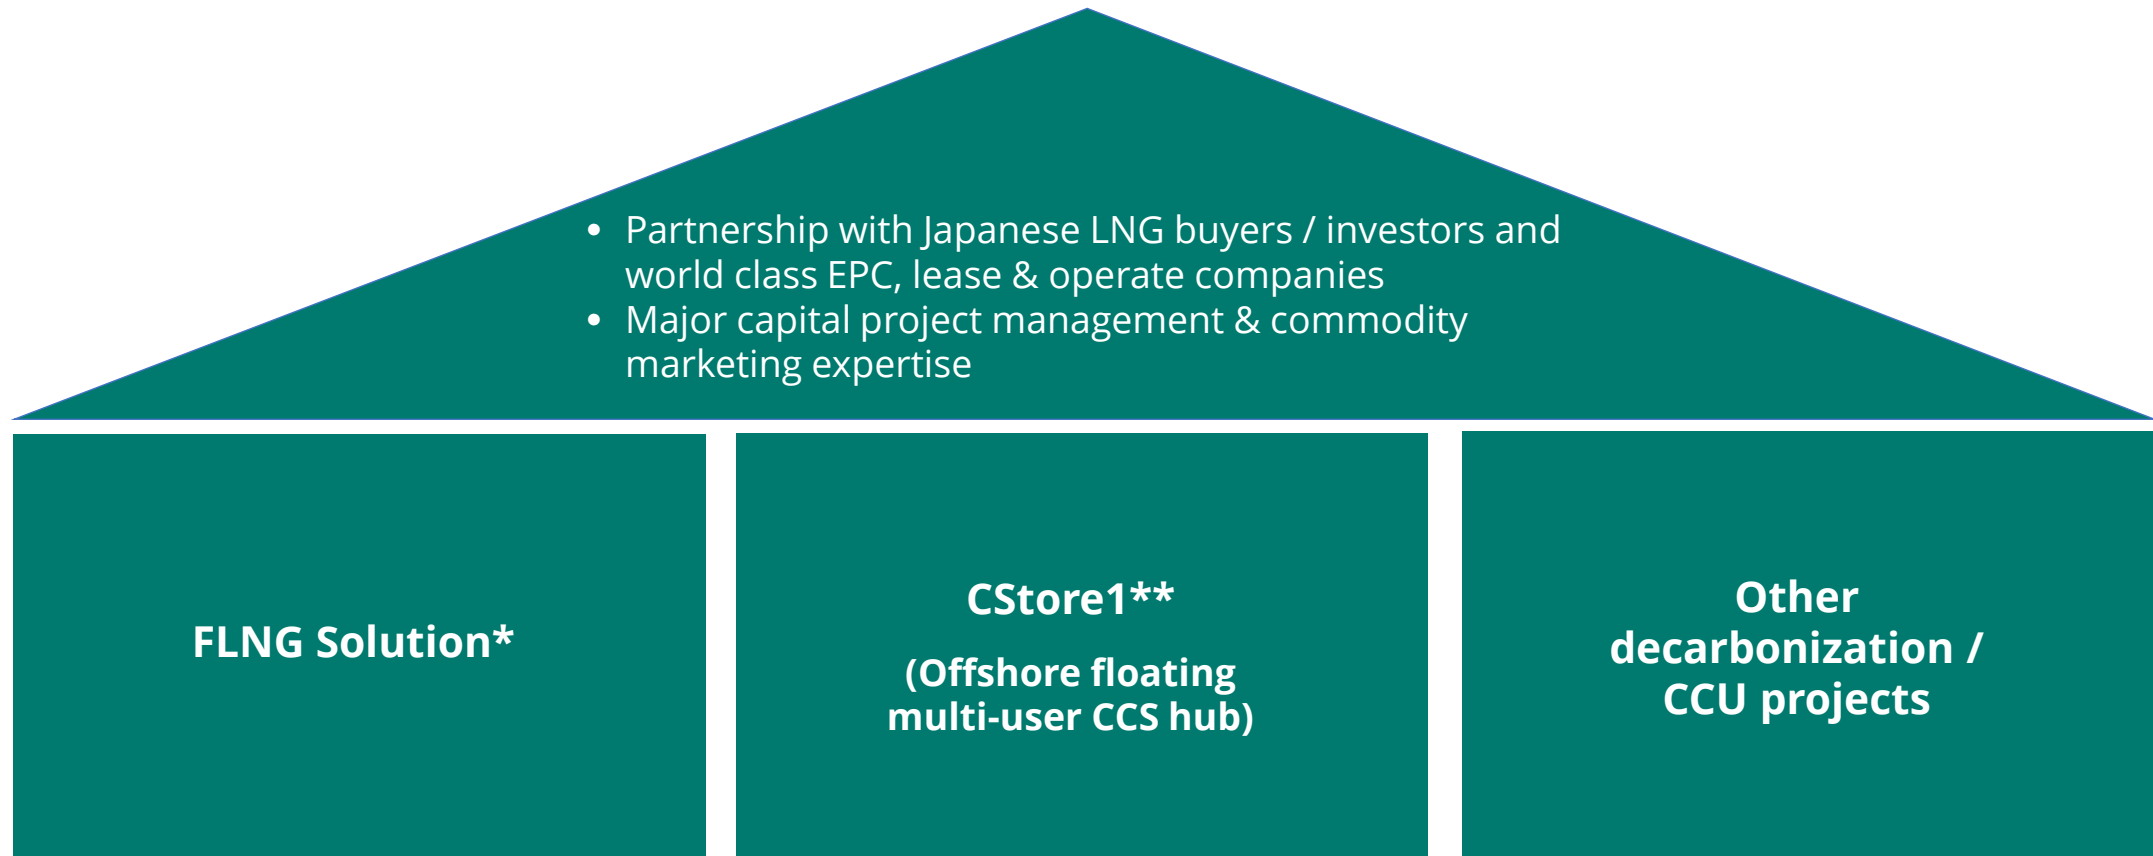 • Partnership with Japanese LNG buyers / investors and
world class EPC, lease & operate companies
• Major capital project management & commodity
marketing expertise
FLNG Solution*
CStore1**
(Offshore floating
multi-user CCS hub)
Other
decarbonization /
CCU projects